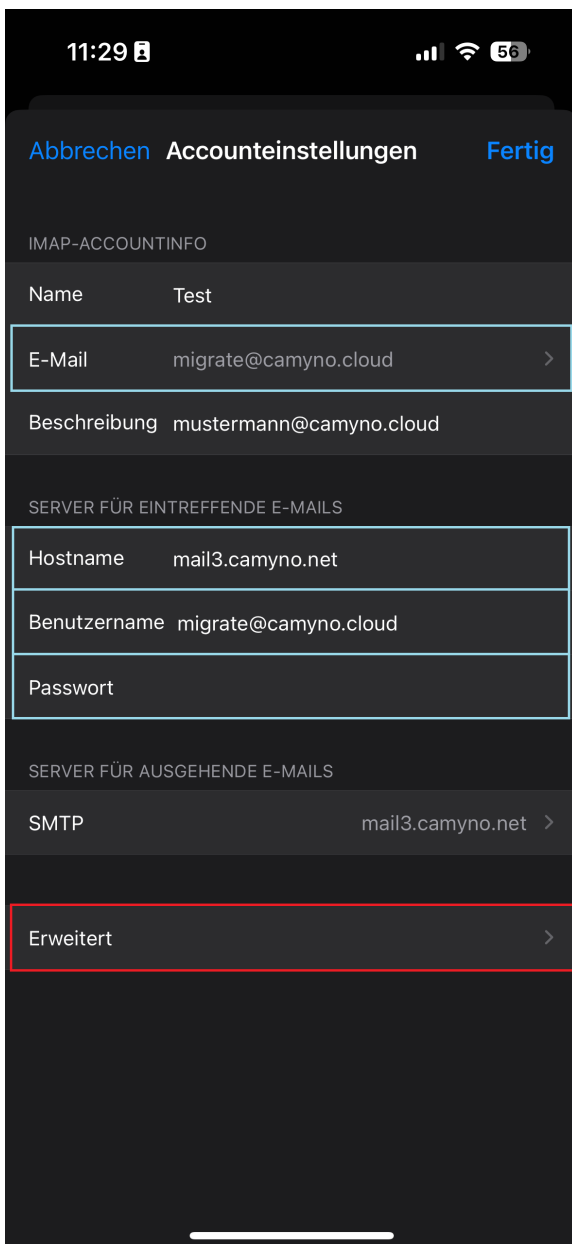 11:29
56
Abbrechen Accounteinstellungen Fertig
IMAP-ACCOUNTINFO
Name Test
E-Mail migrate@camyno.cloud
Beschreibung mustermann@camyno.cloud
SERVER FÜR EINTREFFENDE E-MAILS
Hostname mail3.camyno.net
Benutzername migrate@camyno.cloud
Passwort
SERVER FÜR AUSGEHENDE E-MAILS
SMTP mail3.camyno.net
Erweitert